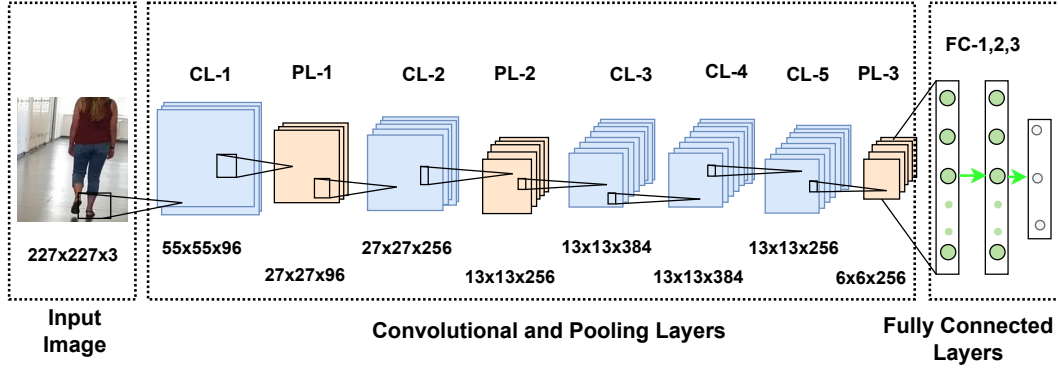 FC-1,2,3
CL-1
PL-1
CL-2
PL-2
CL-3
CL-4
CL-5
PL-3
227x227x3
55x55x96
27x27x96
27x27x256
13x13x256
13x13x384
13x13x384
13x13x256
6x6x256
Input
Image
Convolutional and Pooling Layers
Fully Connected
Layers